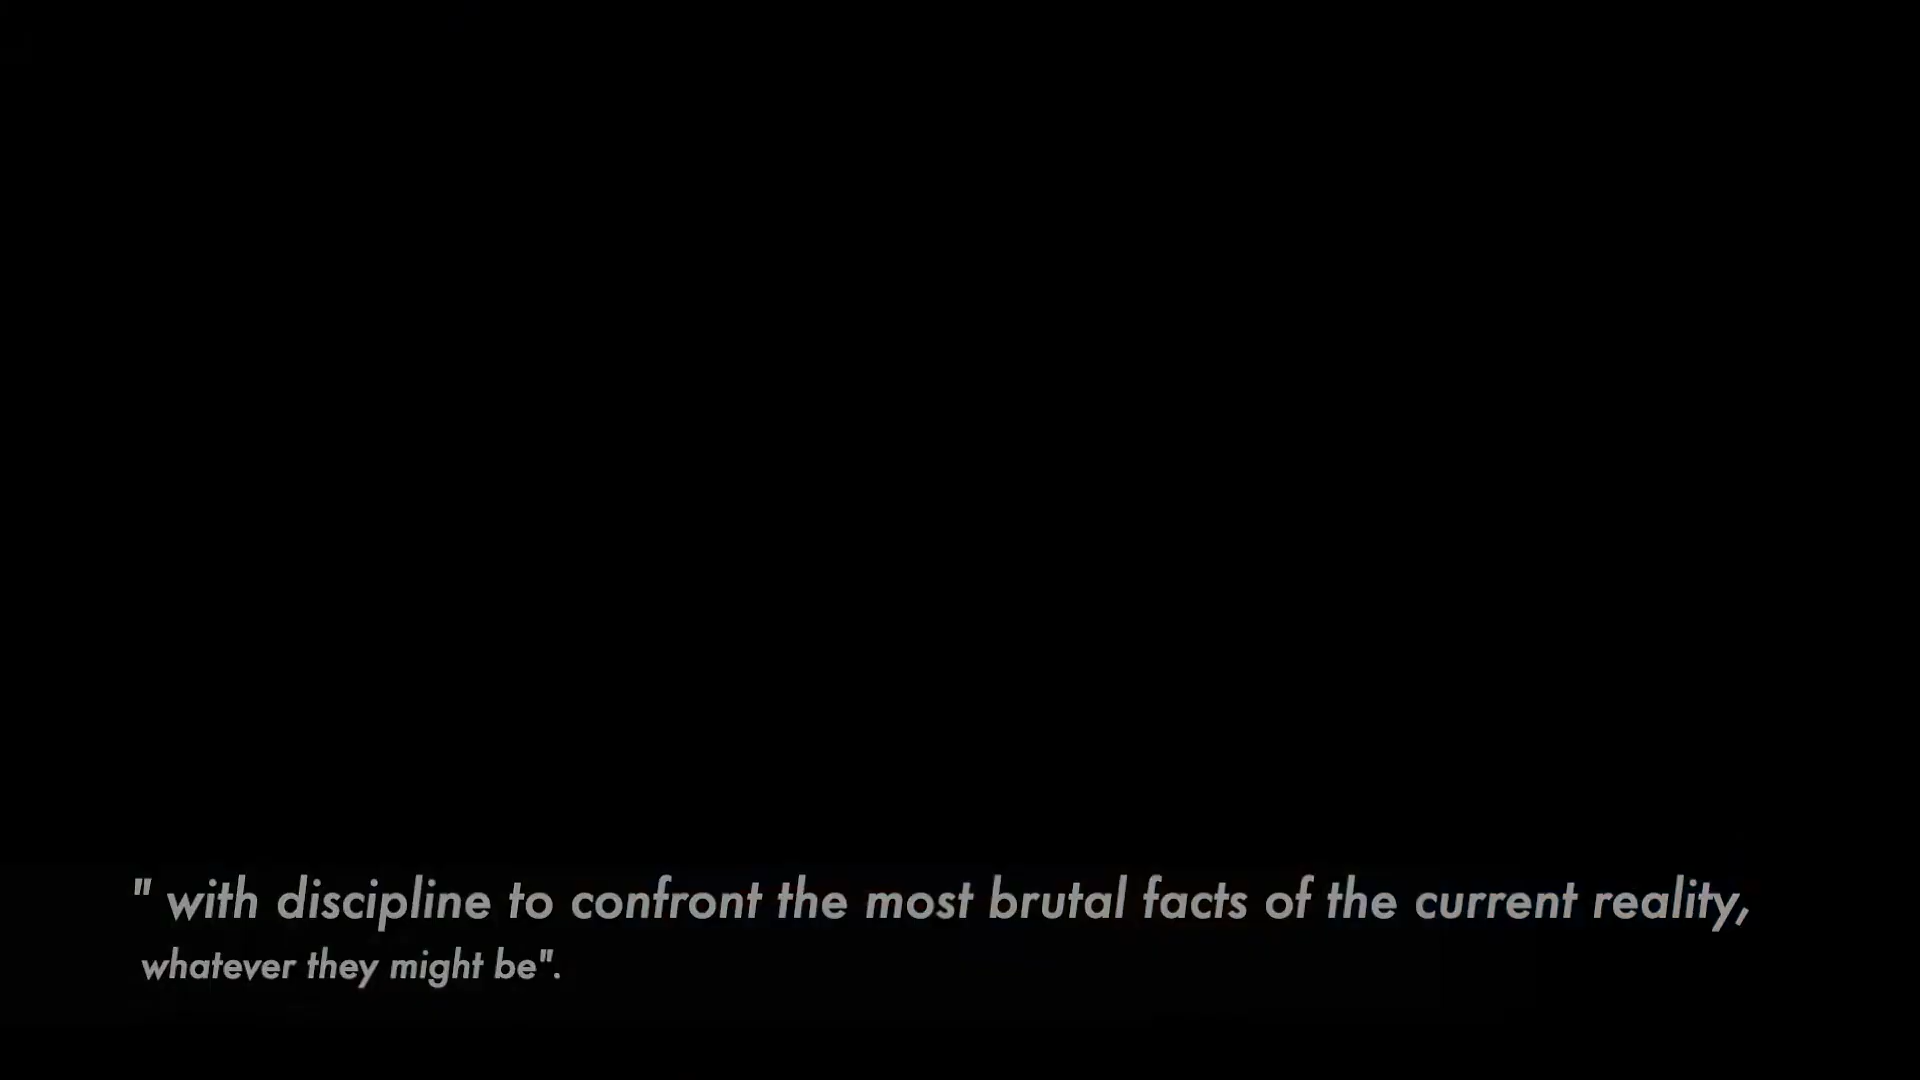 " with discipline to confront the most brutal facts of the current reality,
whatever they might be".